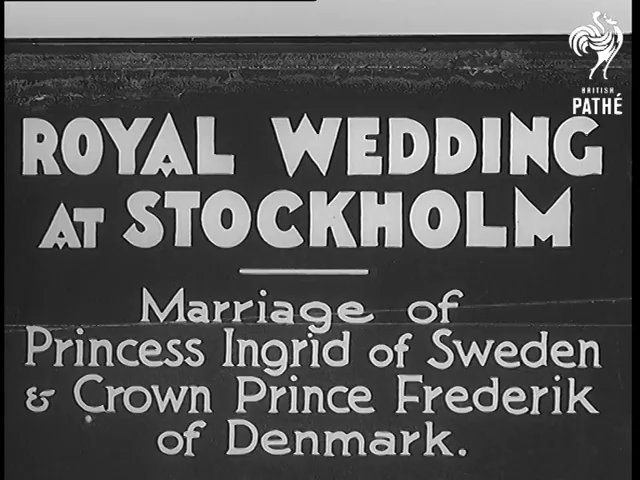 BRITISH
PATHÉ
ROYAL WEDDING
AT STOCKHOLM
Marriage of
Princess Ingrid of Sweden
& Crown Prince Frederik
of Denmark.